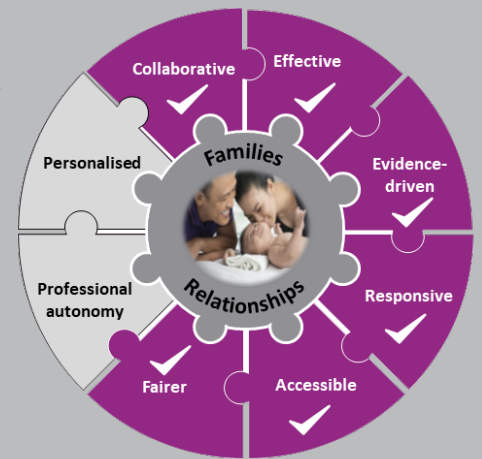 Collaborative
Effective
Evidence-
driven
Responsive
Accessible
Fairer
Professional
autonomy
Personalised
Families
Relationships